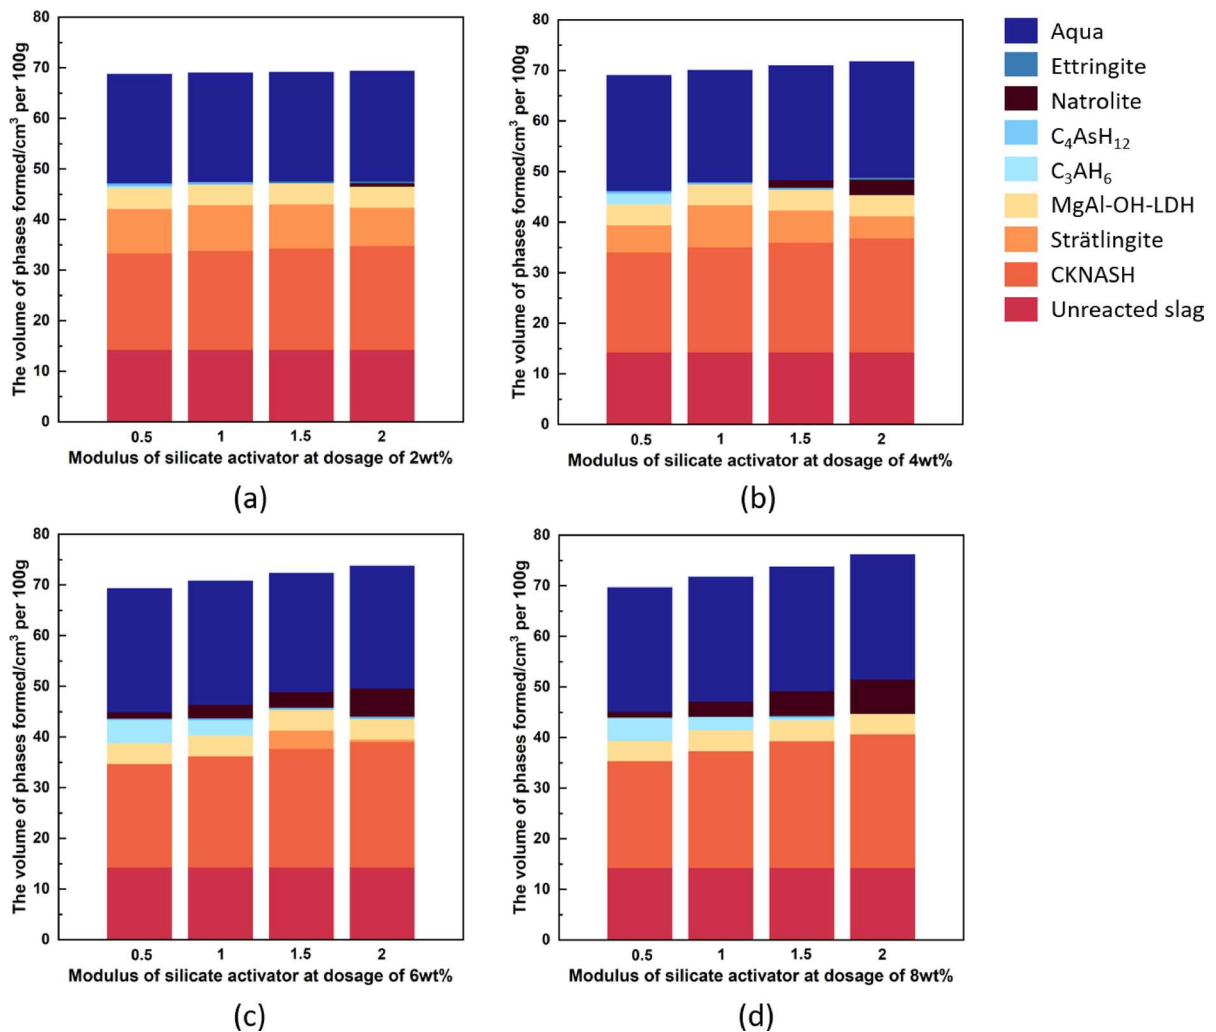 The volume of phases formed/cm³ per 100g
80
70
60
50
40
30
20
10
0
0.5 1 1.5 2
Modulus of silicate activator at dosage of 2wt%
(a)
The volume of phases formed/cm³ per 100g
80
70
60
50
40
30
20
10
0
0.5 1 1.5 2
Modulus of silicate activator at dosage of 4wt%
(b)
Aqua
Ettringite
Natrolite
C₄AsH₁₂
C₃AH₆
MgAl-OH-LDH
Strätlingite
CKNASH
Unreacted slag
The volume of phases formed/cm³ per 100g
80
70
60
50
40
30
20
10
0
0.5 1 1.5 2
Modulus of silicate activator at dosage of 6wt%
(c)
The volume of phases formed/cm³ per 100g
80
70
60
50
40
30
20
10
0
0.5 1 1.5 2
Modulus of silicate activator at dosage of 8wt%
(d)